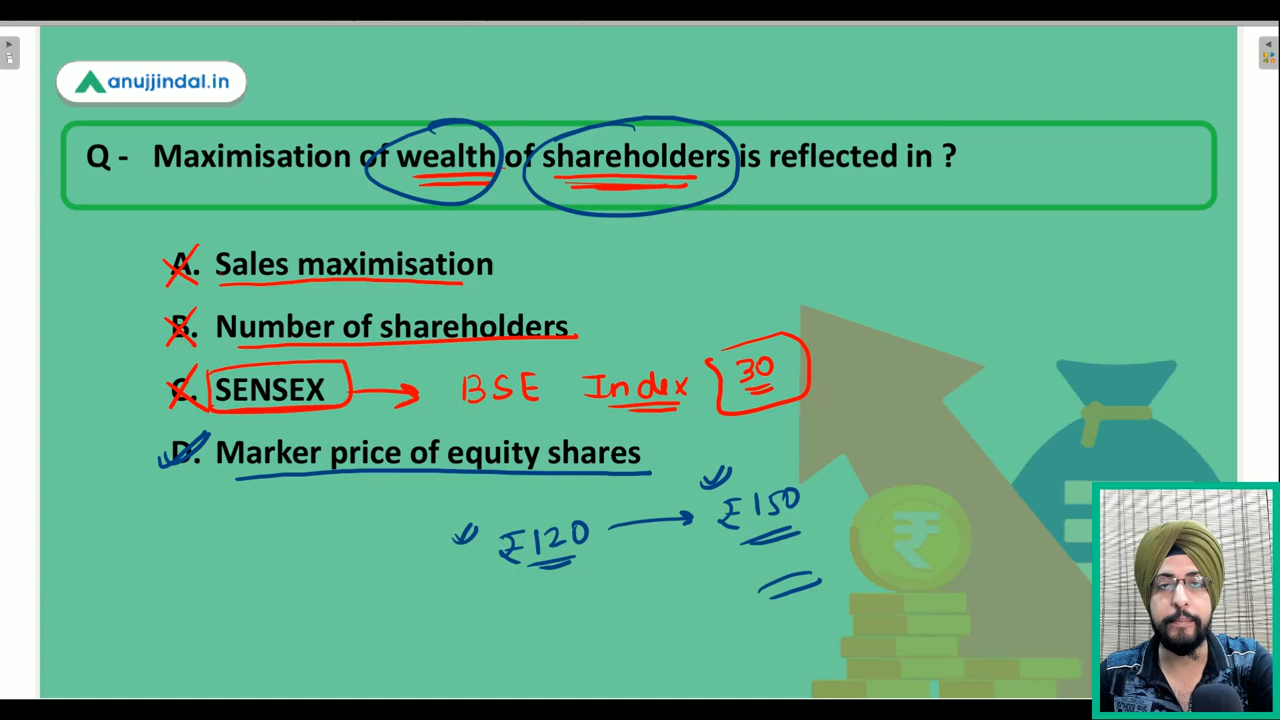 anujjindal.in
Q - Maximisation of wealth of shareholders is reflected in ?
A. Sales maximisation
B. Number of shareholders
C. SENSEX → BSE Index 30
D. Marker price of equity shares
₹120 → ₹150